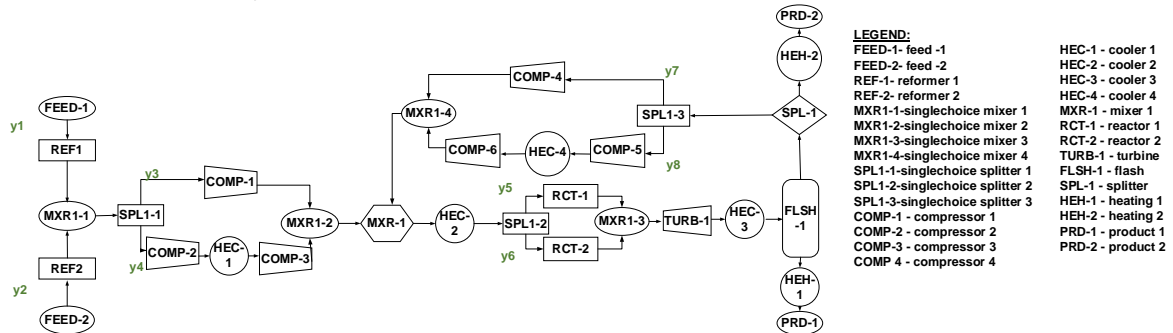 PRD-2
HEH-2
COMP-4
y7
MXR1-4
SPL1-3
SPL-1
FEED-1
y1
REF1
COMP-6
HEC-4
COMP-5
y8
y3
COMP-1
MXR1-1
SPL1-1
MXR1-2
MXR-1
HEC-
2
SPL1-2
y5
RCT-1
MXR1-3
TURB-1
HEC-
3
FLSH
-1
y4
COMP-2
HEC-
1
COMP-3
y6
RCT-2
REF2
y2
FEED-2
HEH-
1
PRD-1
LEGEND:
FEED-1- feed -1
FEED-2- feed -2
REF-1- reformer 1
REF-2- reformer 2
MXR1-1-singlechoice mixer 1
MXR1-2-singlechoice mixer 2
MXR1-3-singlechoice mixer 3
MXR1-4-singlechoice mixer 4
SPL1-1-singlechoice splitter 1
SPL1-2-singlechoice splitter 2
SPL1-3-singlechoice splitter 3
COMP-1 - compressor 1
COMP-2 - compressor 2
COMP-3 - compressor 3
COMP 4 - compressor 4
HEC-1 - cooler 1
HEC-2 - cooler 2
HEC-3 - cooler 3
HEC-4 - cooler 4
MXR-1 - mixer 1
RCT-1 - reactor 1
RCT-2 - reactor 2
TURB-1 - turbine
FLSH-1 - flash
SPL-1 - splitter
HEH-1 - heating 1
HEH-2 - heating 2
PRD-1 - product 1
PRD-2 - product 2